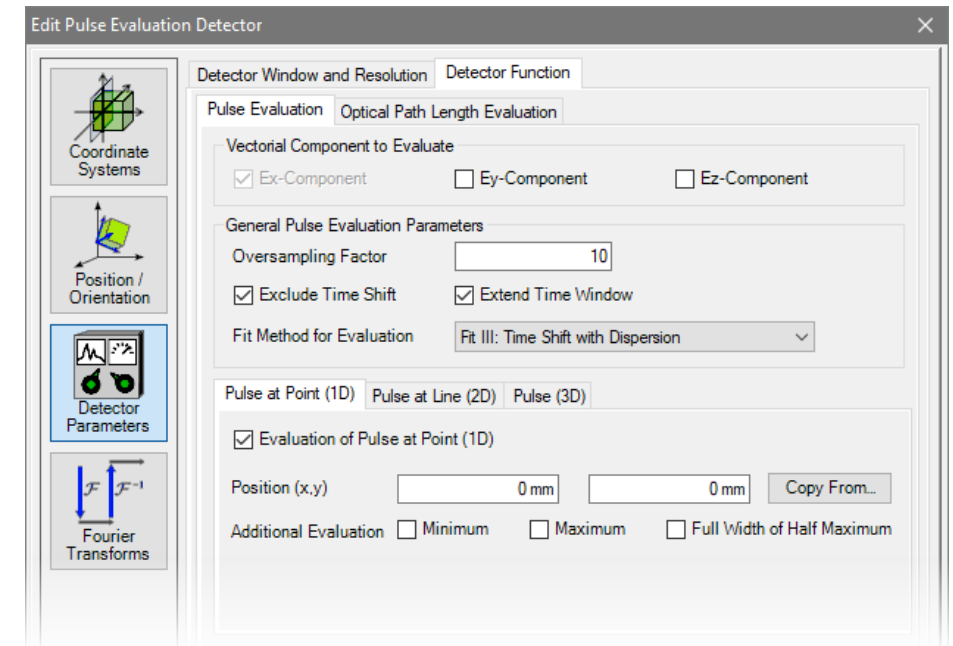 Edit Pulse Evaluation Detector
Coordinate
Systems
Position /
Orientation
Detector
Parameters
F F⁻¹
Fourier
Transforms
Detector Window and Resolution Detector Function
Pulse Evaluation Optical Path Length Evaluation
Vectorial Component to Evaluate
Ex-Component Ey-Component Ez-Component
General Pulse Evaluation Parameters
Oversampling Factor 10
Exclude Time Shift Extend Time Window
Fit Method for Evaluation Fit III: Time Shift with Dispersion
Pulse at Point (1D) Pulse at Line (2D) Pulse (3D)
Evaluation of Pulse at Point (1D)
Position (x,y) 0 mm 0 mm Copy From...
Additional Evaluation Minimum Maximum Full Width of Half Maximum